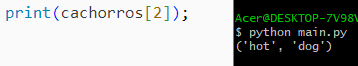 print(cachorros[2]);
Acer@DESKTOP-7V98V
$ python main.py
('hot', 'dog')